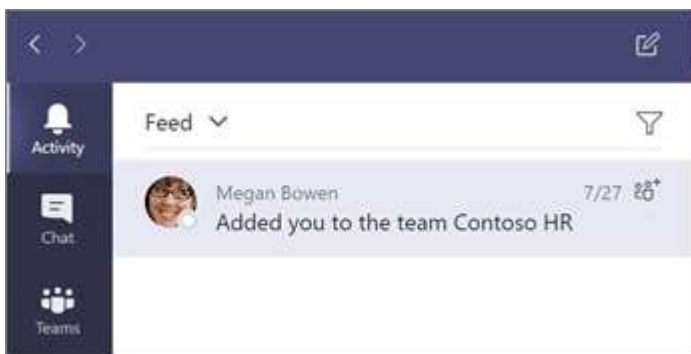 Activity
Feed
Megan Bowen 7/27
Added you to the team Contoso HR
Chat
Teams